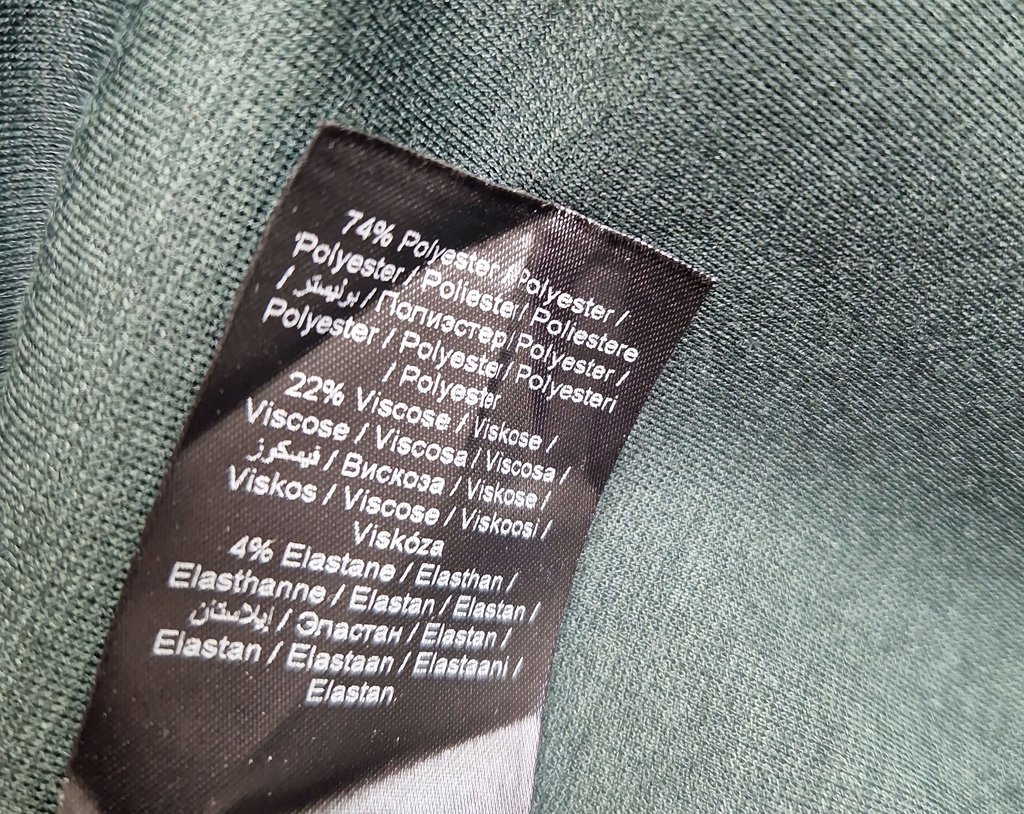 74% Polyester / Polyester /
Polyester / Poliester / Poliestere
/ بوليستر / Полиэстер / Polyester /
Polyester / Polyester / Polyesteri
/ Polyester
22% Viscose / Viskose /
Viscose / Viscosa / Viscosa /
فيسكوز / Вискоза / Viskose /
Viskos / Viscose / Viskoosi /
Viskóza
4% Elastane / Elasthan /
Elasthanne / Elastan / Elastan /
إيلاستان / Эластан / Elastan /
Elastan / Elastaan / Elastaani /
Elastan